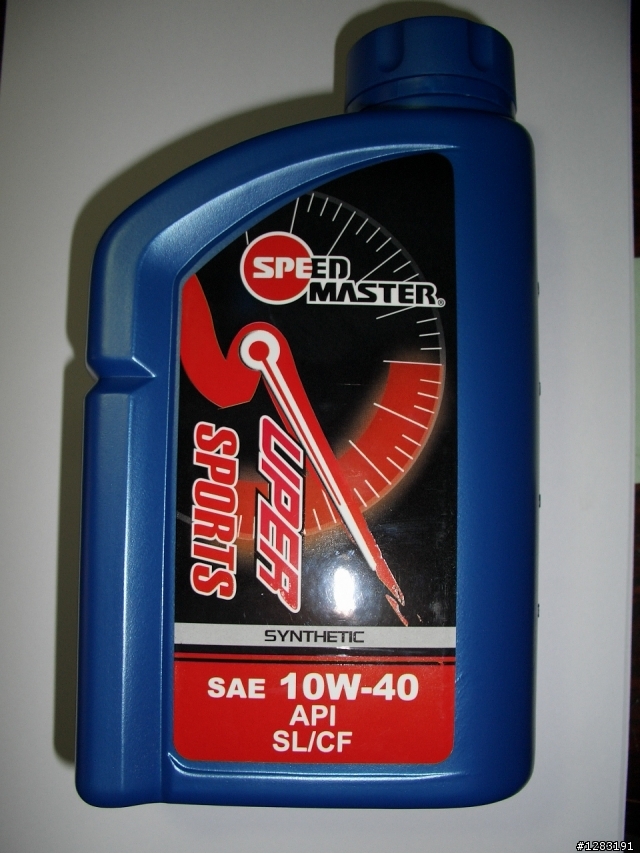 SPEED
MASTER®
SUPER
SPORTS
SYNTHETIC
SAE 10W-40
API
SL/CF
#1283191